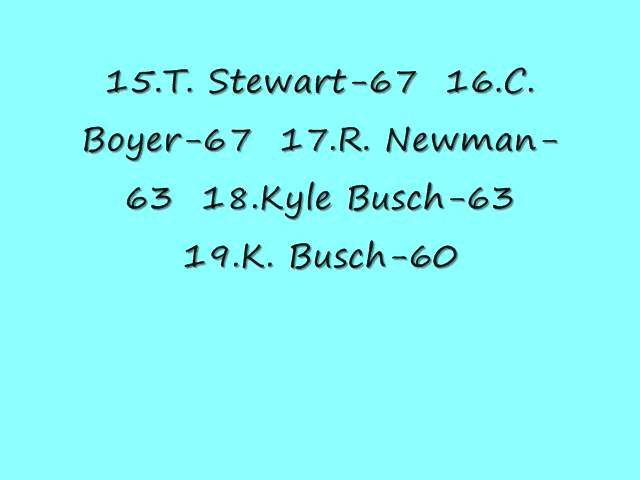 15.T. Stewart-67  16.C.
Boyer-67  17.R. Newman-
63  18.Kyle Busch-63
19.K. Busch-60